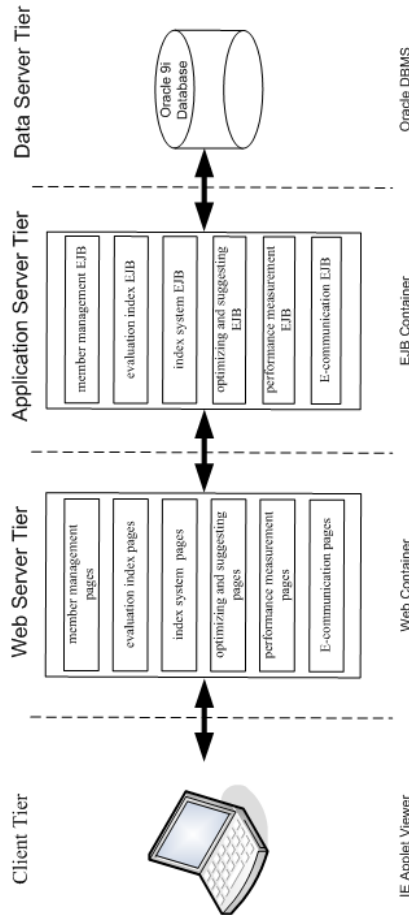 Client Tier
Web Server Tier
Application Server Tier
Data Server Tier
member management
pages
evaluation index pages
index system pages
optimizing and suggesting
pages
performance measurement
pages
E-communication pages
member management EJB
evaluation index EJB
index system EJB
optimizing and suggesting
EJB
performance measurement
EJB
E-communication EJB
Oracle 9i
Database
IE Applet Viewer
Web Container
EJB Container
Oracle DBMS